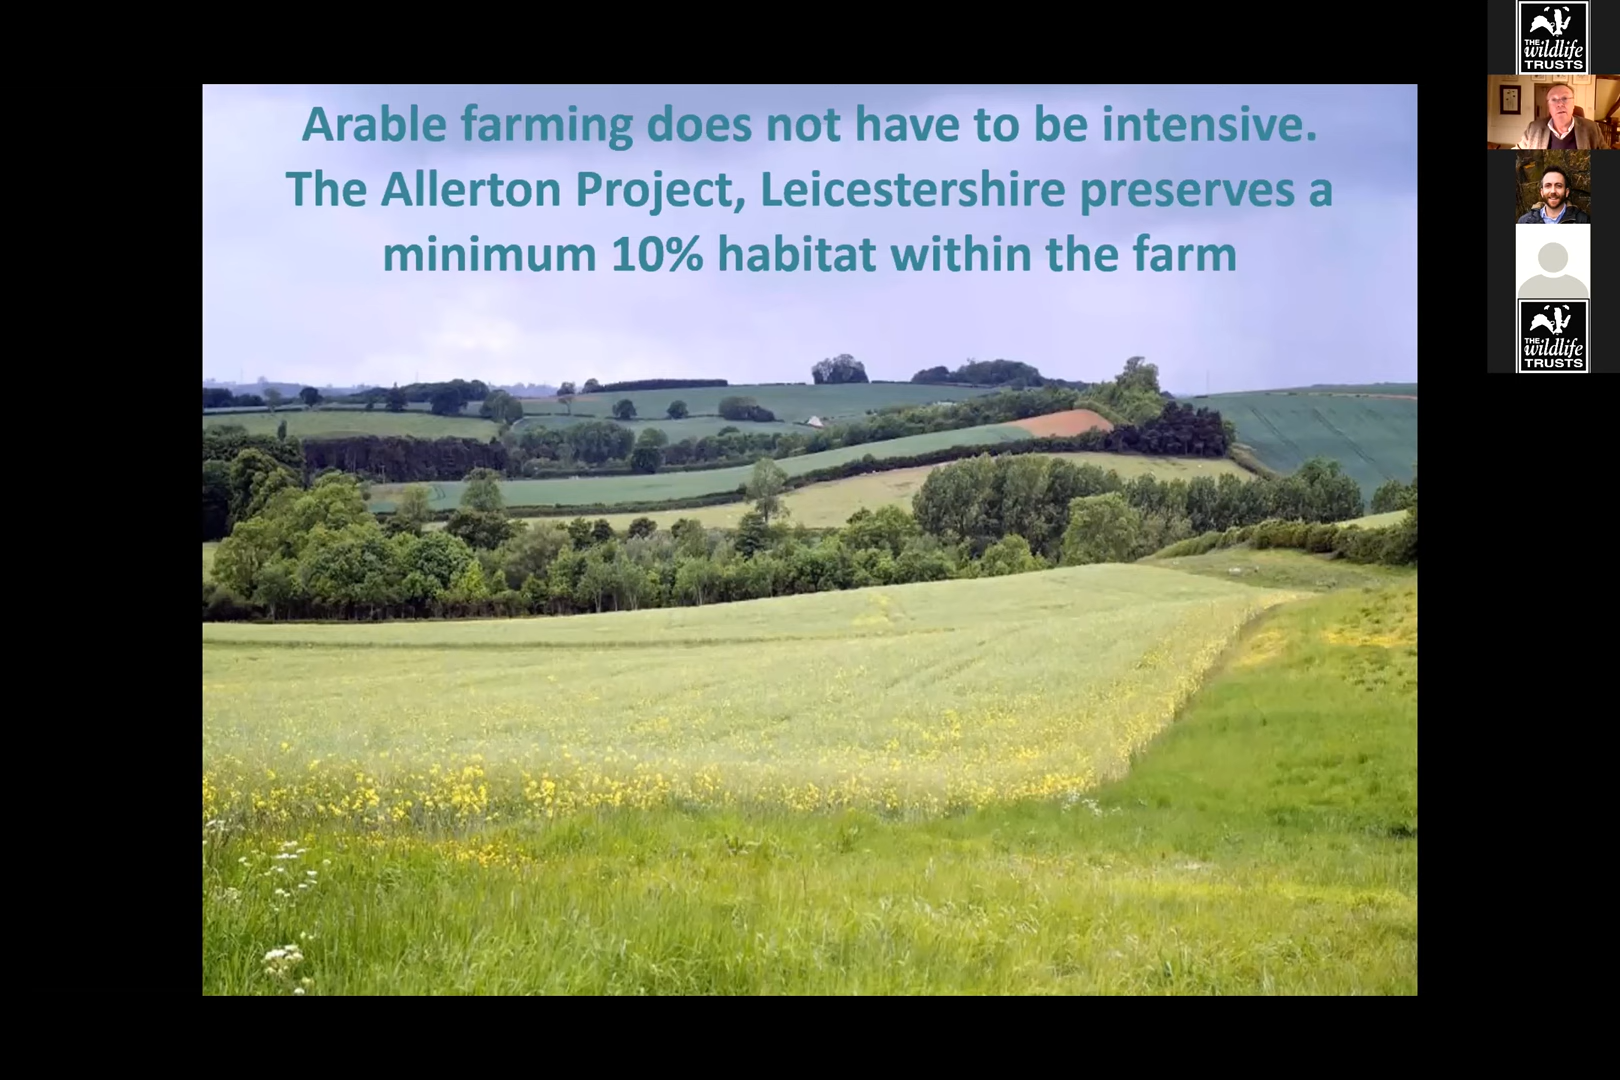 Arable farming does not have to be intensive.
The Allerton Project, Leicestershire preserves a
minimum 10% habitat within the farm
THE
wildlife
TRUSTS
THE
wildlife
TRUSTS